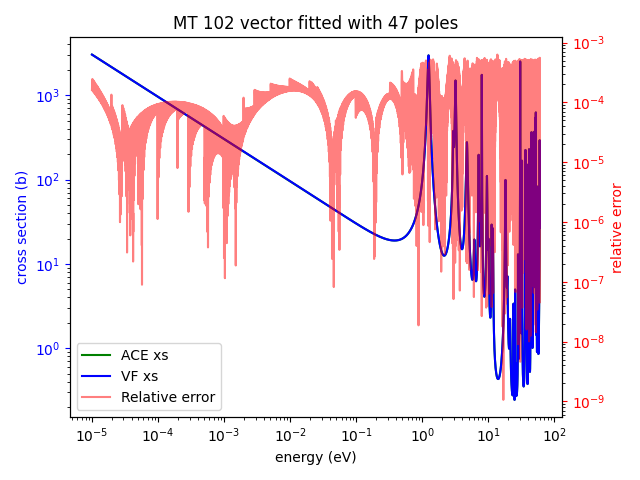 MT 102 vector fitted with 47 poles
cross section (b)
10³
10²
10¹
10⁰
10⁻³
10⁻⁴
10⁻⁵
10⁻⁶
10⁻⁷
10⁻⁸
10⁻⁹
relative error
ACE xs
VF xs
Relative error
10⁻⁵ 10⁻⁴ 10⁻³ 10⁻² 10⁻¹ 10⁰ 10¹ 10²
energy (eV)